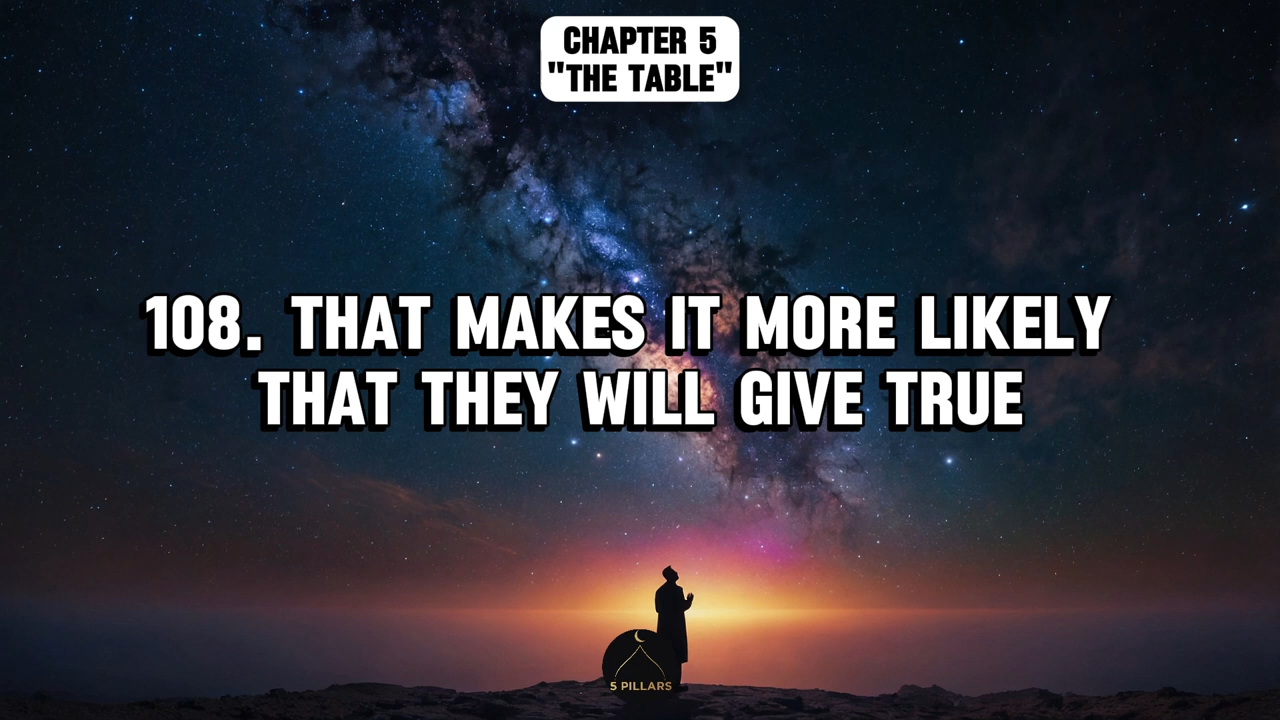 CHAPTER 5
"THE TABLE"
108. THAT MAKES IT MORE LIKELY
THAT THEY WILL GIVE TRUE
5 PILLARS